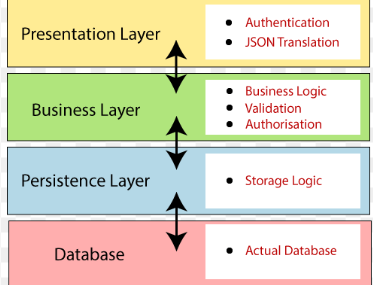 Presentation Layer
Authentication
JSON Translation
Business Layer
Business Logic
Validation
Authorisation
Persistence Layer
Storage Logic
Database
Actual Database